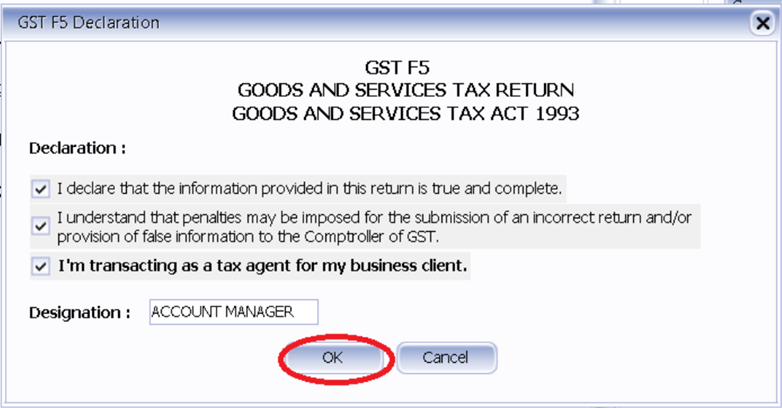 GST F5 Declaration
GST F5
GOODS AND SERVICES TAX RETURN
GOODS AND SERVICES TAX ACT 1993
Declaration :
I declare that the information provided in this return is true and complete.
I understand that penalties may be imposed for the submission of an incorrect return and/or
provision of false information to the Comptroller of GST.
I'm transacting as a tax agent for my business client.
Designation : ACCOUNT MANAGER
OK Cancel